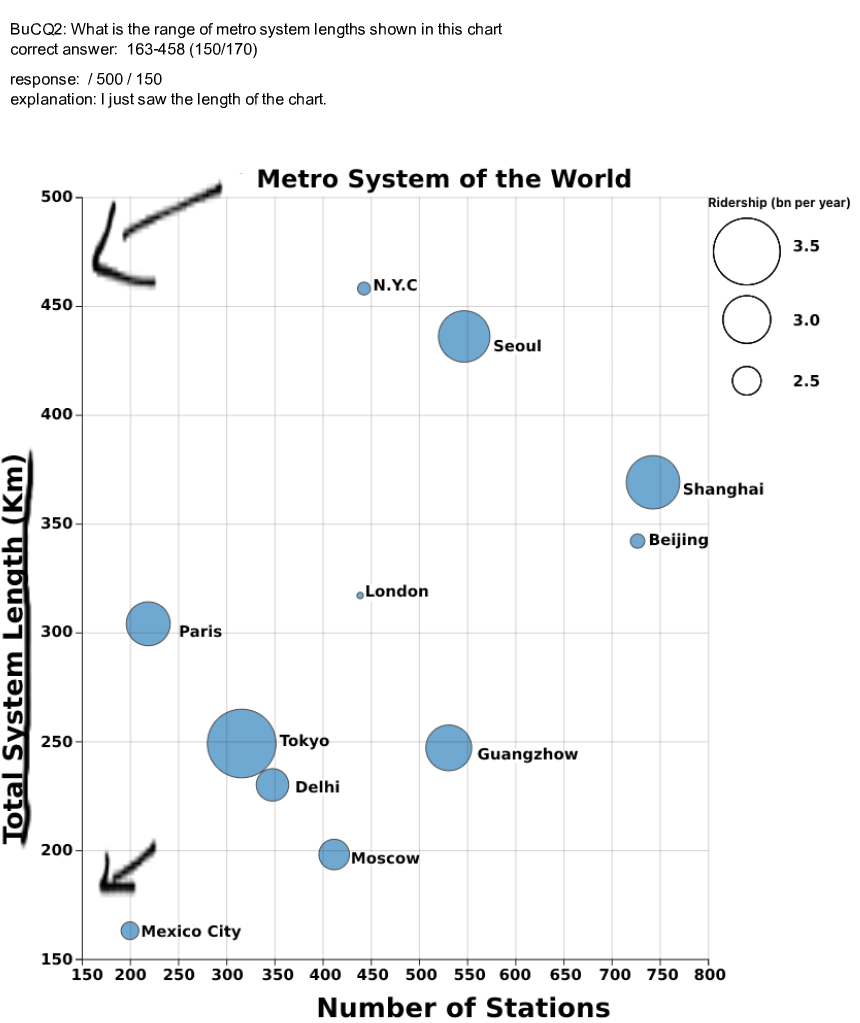 BuCQ2: What is the range of metro system lengths shown in this chart
correct answer:  163-458 (150/170)
response:  / 500 / 150
explanation: I just saw the length of the chart.
Metro System of the World
Ridership (bn per year)
3.5
3.0
2.5
Total System Length (Km)
500
450
400
350
300
250
200
150
N.Y.C
Seoul
Shanghai
Beijing
London
Paris
Tokyo
Guangzhow
Delhi
Moscow
Mexico City
150 200 250 300 350 400 450 500 550 600 650 700 750 800
Number of Stations